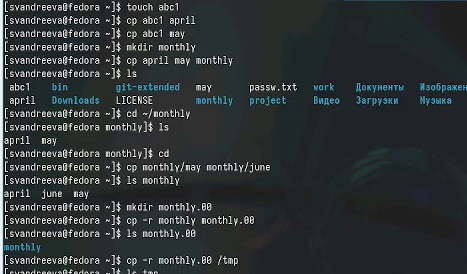 [svandreeva@fedora ~]$ touch abc1
[svandreeva@fedora ~]$ cp abc1 april
[svandreeva@fedora ~]$ cp abc1 may
[svandreeva@fedora ~]$ mkdir monthly
[svandreeva@fedora ~]$ cp april may monthly
[svandreeva@fedora ~]$ ls
abc1 bin git-extended may passw.txt work Документы Изображен
april Downloads LICENSE monthly project Видео Загрузки Музыка
[svandreeva@fedora ~]$ cd ~/monthly
[svandreeva@fedora monthly]$ ls
april may
[svandreeva@fedora monthly]$ cd
[svandreeva@fedora ~]$ cp monthly/may monthly/june
[svandreeva@fedora ~]$ ls monthly
april june may
[svandreeva@fedora ~]$ mkdir monthly.00
[svandreeva@fedora ~]$ cp -r monthly monthly.00
[svandreeva@fedora ~]$ ls monthly.00
monthly
[svandreeva@fedora ~]$ cp -r monthly.00 /tmp
[svandreeva@fedora ~]$ ls tmp